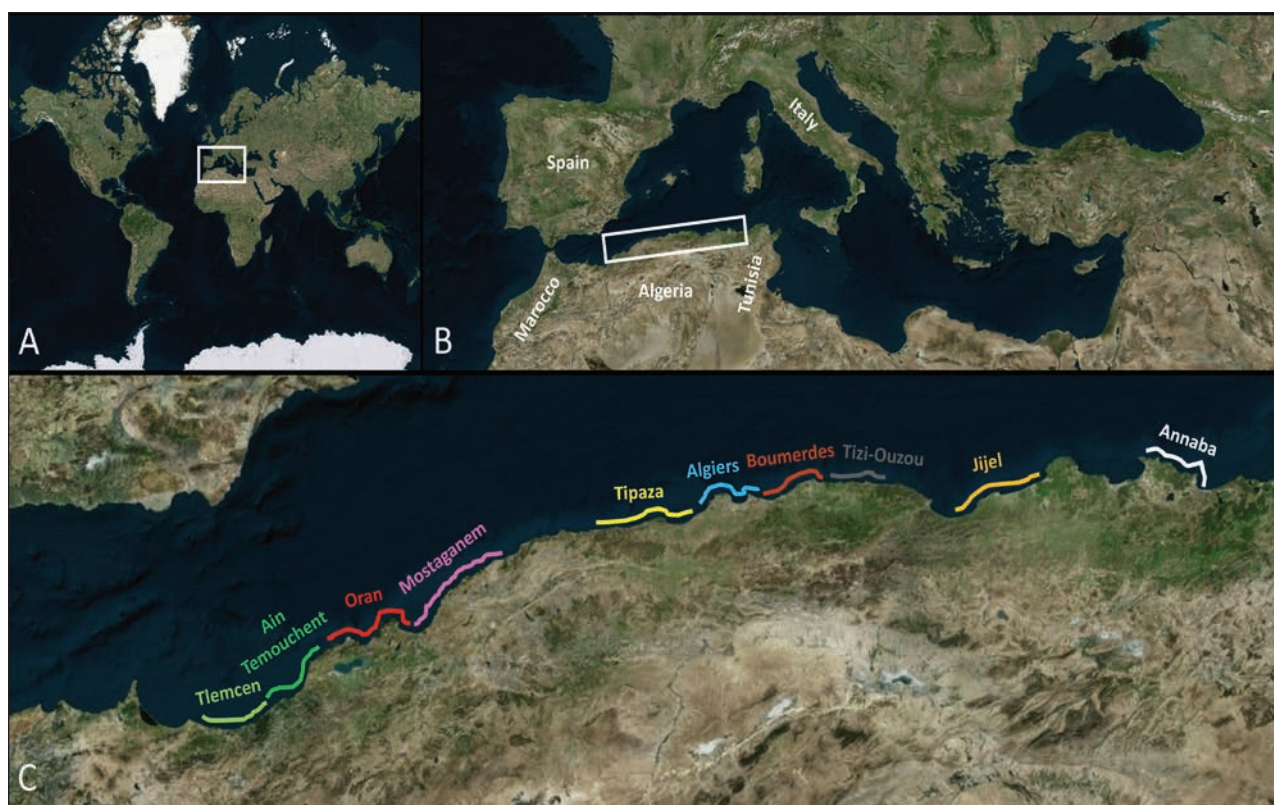 A
B
Spain
Italy
Marocco
Algeria
Tunisia
C
Tlemcen
Ain
Temouchent
Oran
Mostaganem
Tipaza
Algiers
Boumerdes
Tizi-Ouzou
Jijel
Annaba